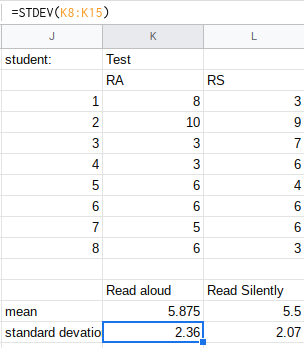 =STDEV(K8:K15)
J K L
student: Test
RA RS
1 8 3
2 10 9
3 3 7
4 3 6
5 6 4
6 6 6
7 5 6
8 6 3
Read aloud Read Silently
mean 5.875 5.5
standard devatio 2.36 2.07